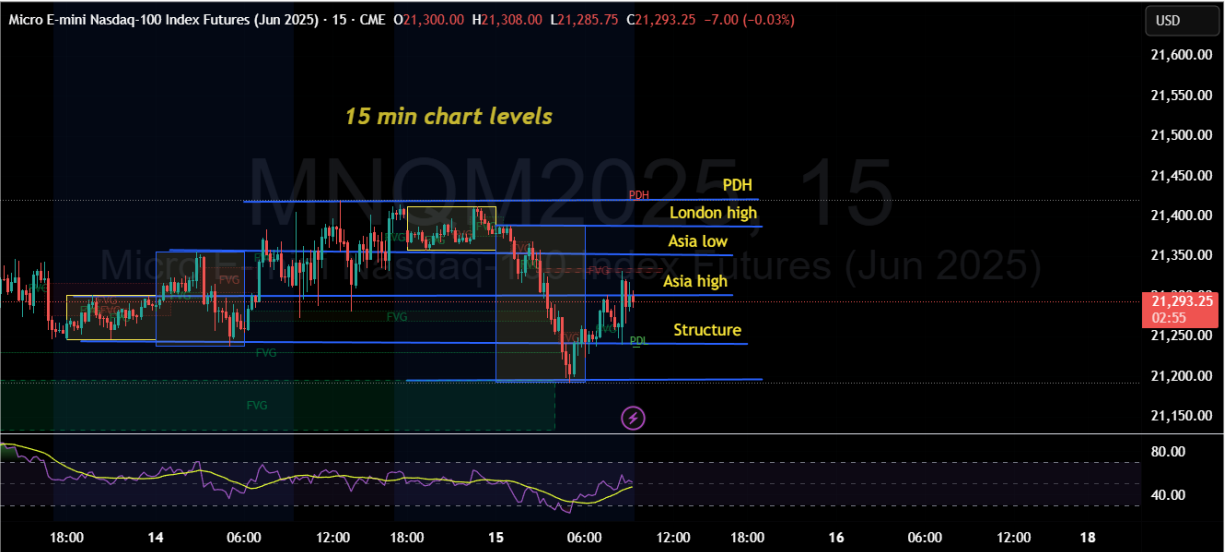 Micro E-mini Nasdaq-100 Index Futures (Jun 2025) · 15 · CME O21,300.00 H21,308.00 L21,285.75 C21,293.25 −7.00 (−0.03%)
USD
21,600.00
21,550.00
15 min chart levels
21,500.00
MNQM2025, 15
21,450.00
PDH
PDH
London high
21,400.00
Asia low
FVG
21,350.00
Micro E-mini Nasdaq-100 Index Futures (Jun 2025)
FVG
FVG
Asia high
21,293.25
02:55
FVG
FVG
Structure
21,250.00
PDL
FVG
21,200.00
FVG
21,150.00
80.00
40.00
18:00
14
06:00
12:00
18:00
15
06:00
12:00
18:00
16
06:00
12:00
18